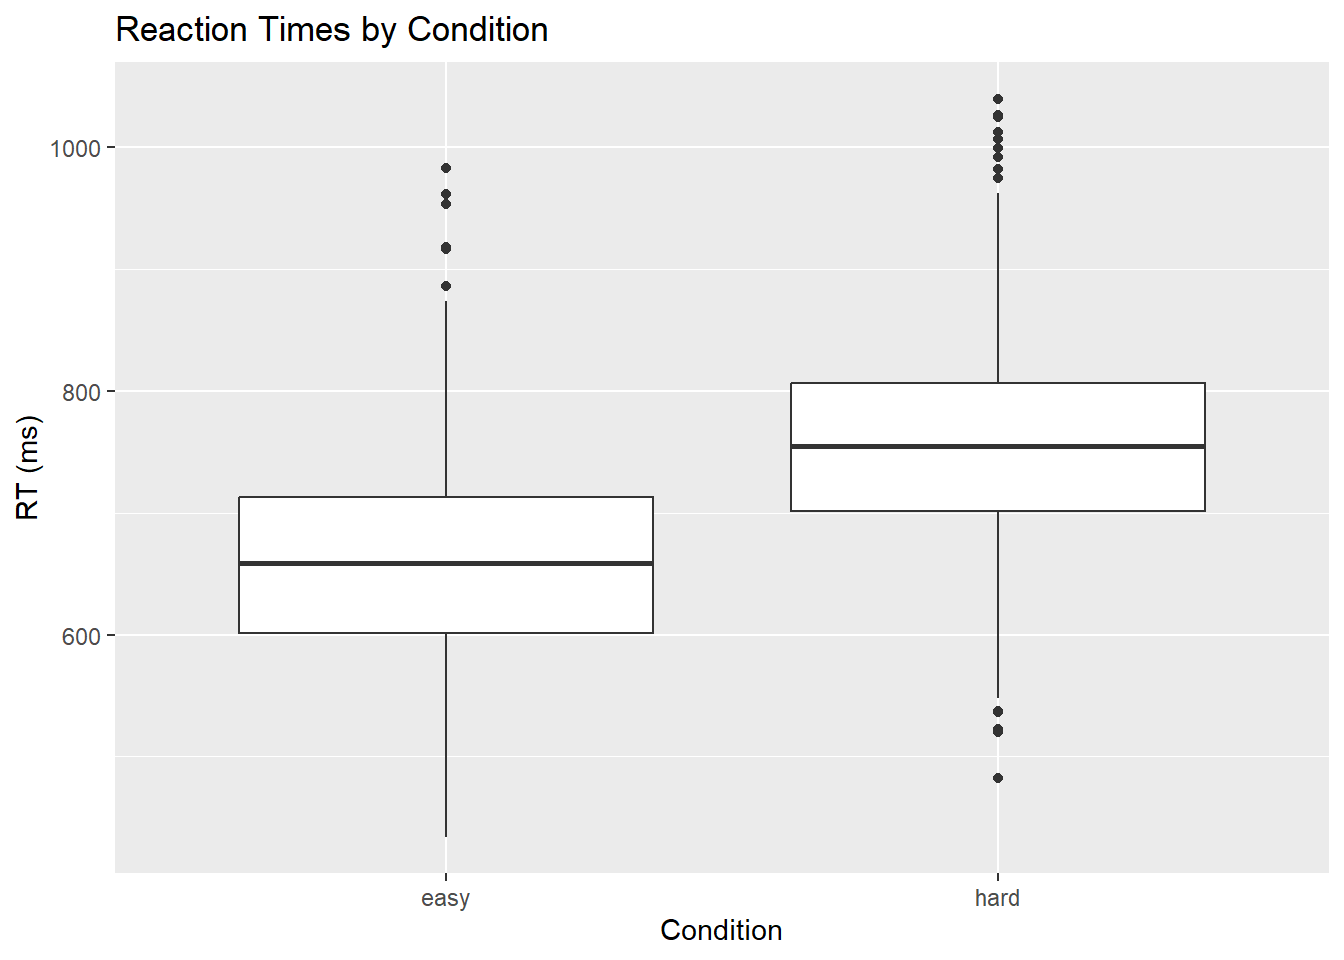 Reaction Times by Condition
1000
800
600
RT (ms)
easy
hard
Condition